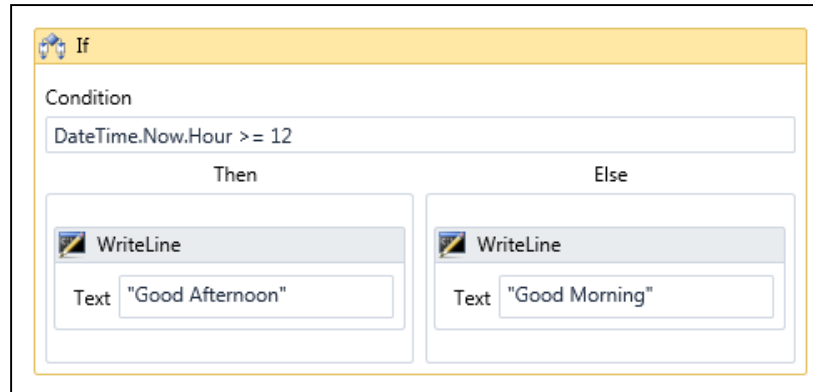 If
Condition
DateTime.Now.Hour >= 12
Then
Else
WriteLine
Text "Good Afternoon"
WriteLine
Text "Good Morning"